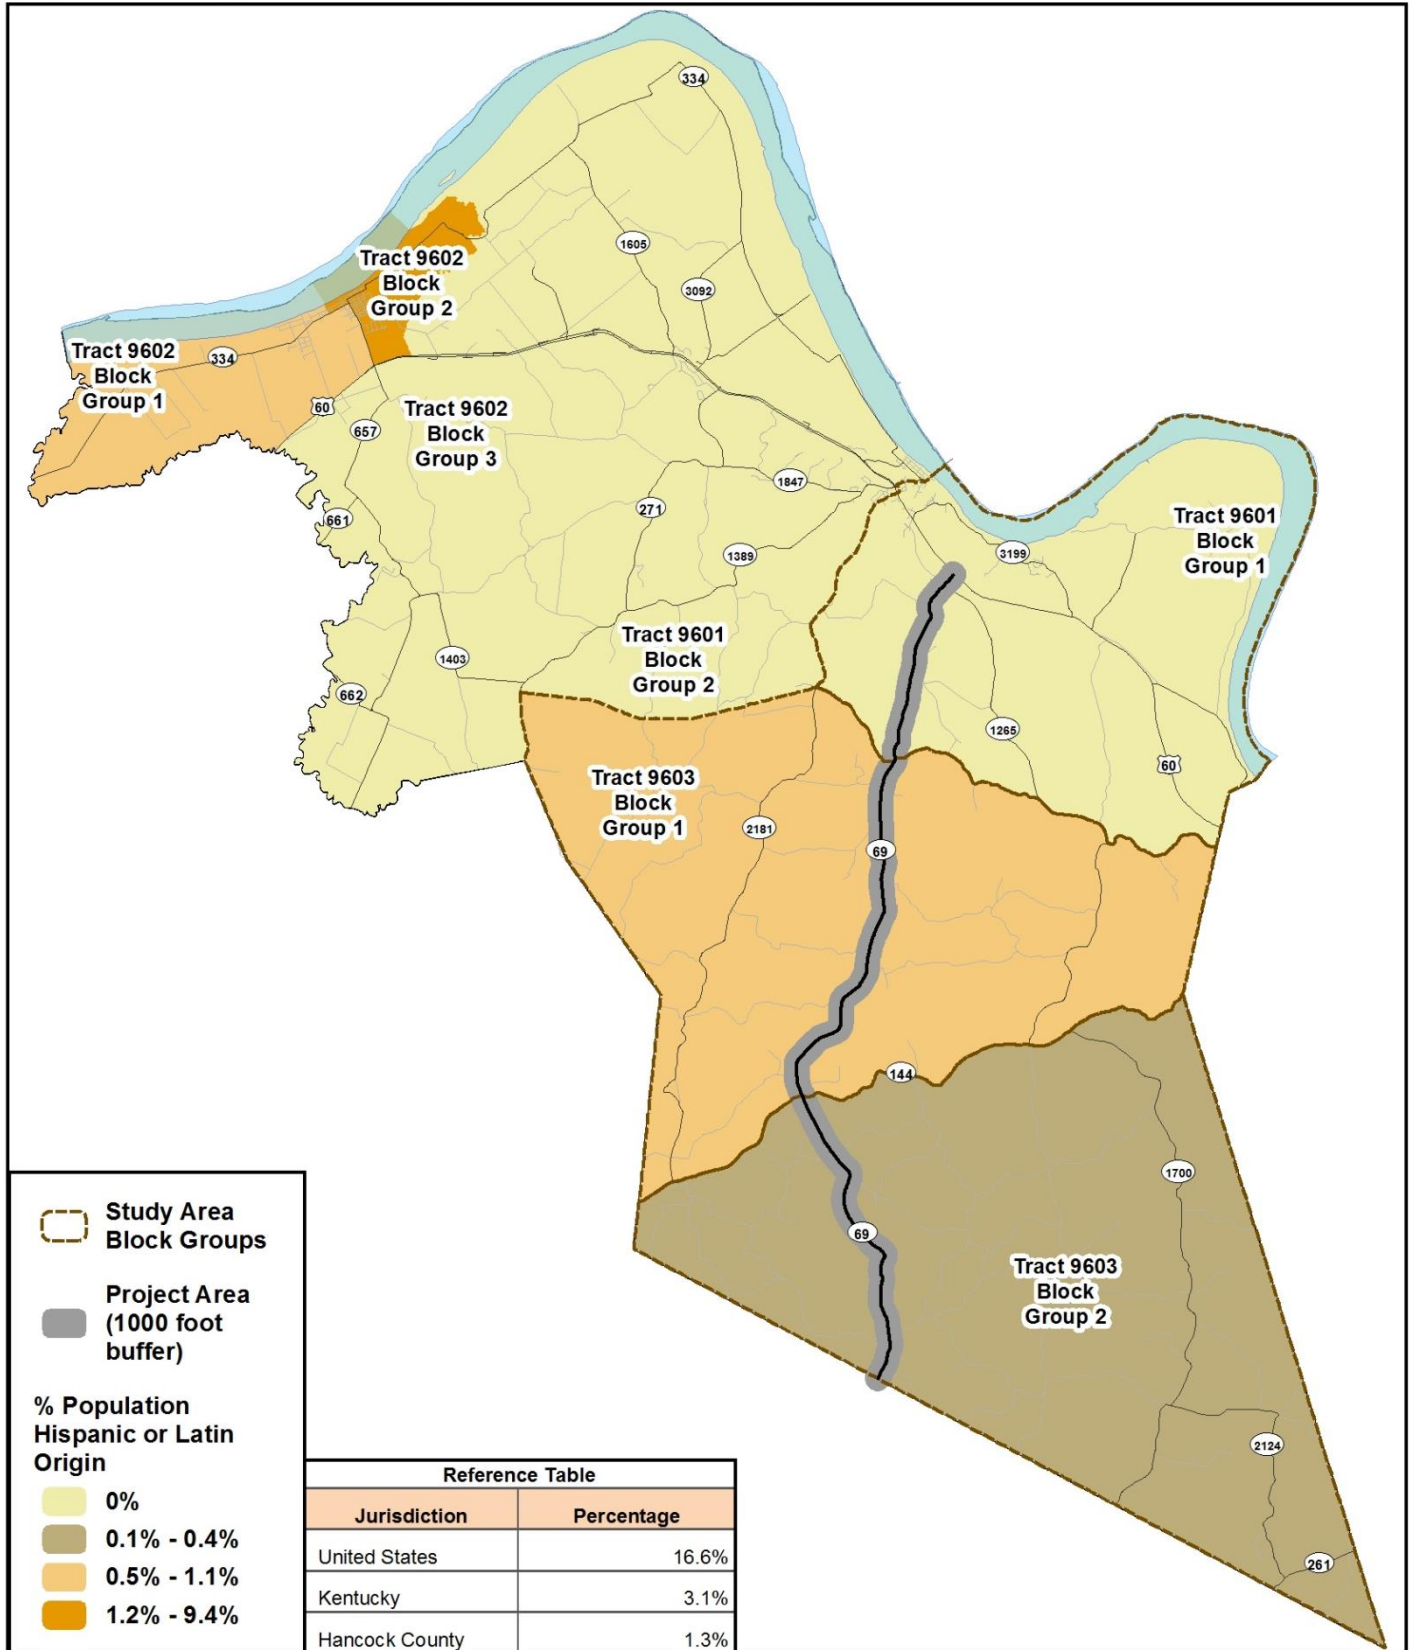 334
1605
3092
Tract 9602
Block
Group 2
Tract 9602
Block
Group 1
334
60
657
Tract 9602
Block
Group 3
1847
271
661
1389
3199
Tract 9601
Block
Group 1
Tract 9601
Block
Group 2
1403
662
1265
60
Tract 9603
Block
Group 1
2181
69
144
1700
69
Tract 9603
Block
Group 2
2124
261
Study Area
Block Groups
Project Area
(1000 foot
buffer)
% Population
Hispanic or Latin
Origin
0%
0.1% - 0.4%
0.5% - 1.1%
1.2% - 9.4%
Reference Table
Jurisdiction Percentage
United States 16.6%
Kentucky 3.1%
Hancock County 1.3%